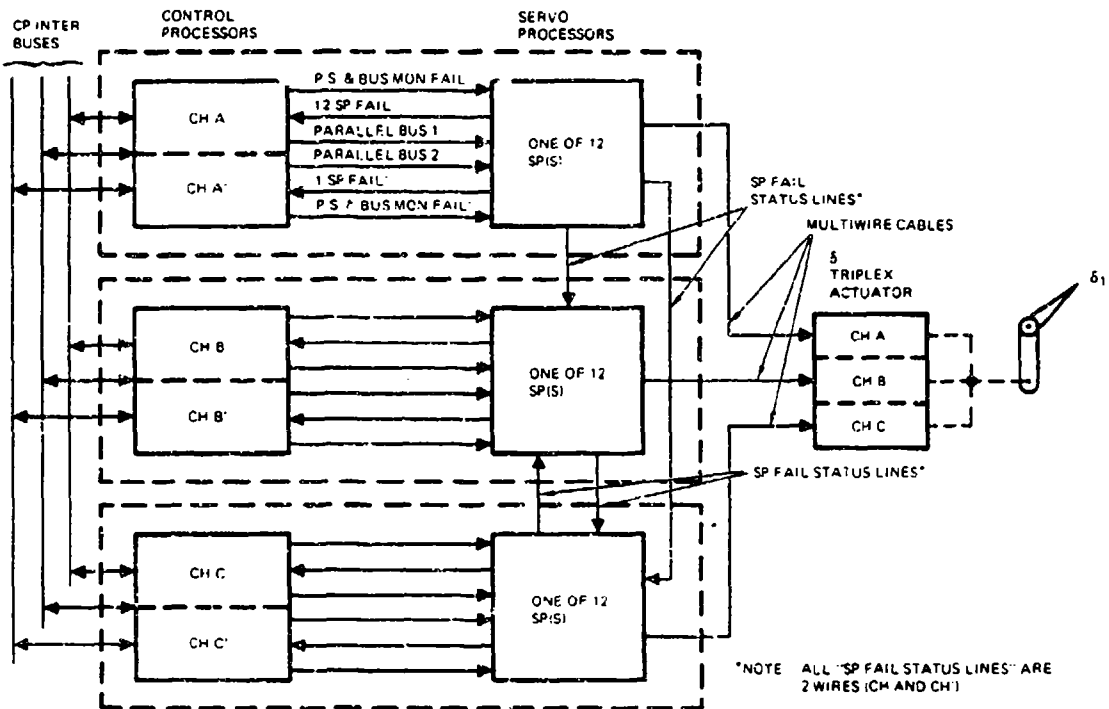 CP INTER
BUSES
CONTROL
PROCESSORS
SERVO
PROCESSORS
CH A
CH A'
P.S. & BUS MON FAIL
12 SP FAIL
PARALLEL BUS 1
PARALLEL BUS 2
1 SP FAIL'
P.S. & BUS MON FAIL'
ONE OF 12
SP(S)
SP FAIL
STATUS LINES*
MULTIWIRE CABLES
δ
TRIPLEX
ACTUATOR
δ1
CH B
CH B'
ONE OF 12
SP(S)
CH A
CH B
CH C
SP FAIL STATUS LINES*
CH C
CH C'
ONE OF 12
SP(S)
*NOTE ALL "SP FAIL STATUS LINES" ARE
2 WIRES (CH AND CH')